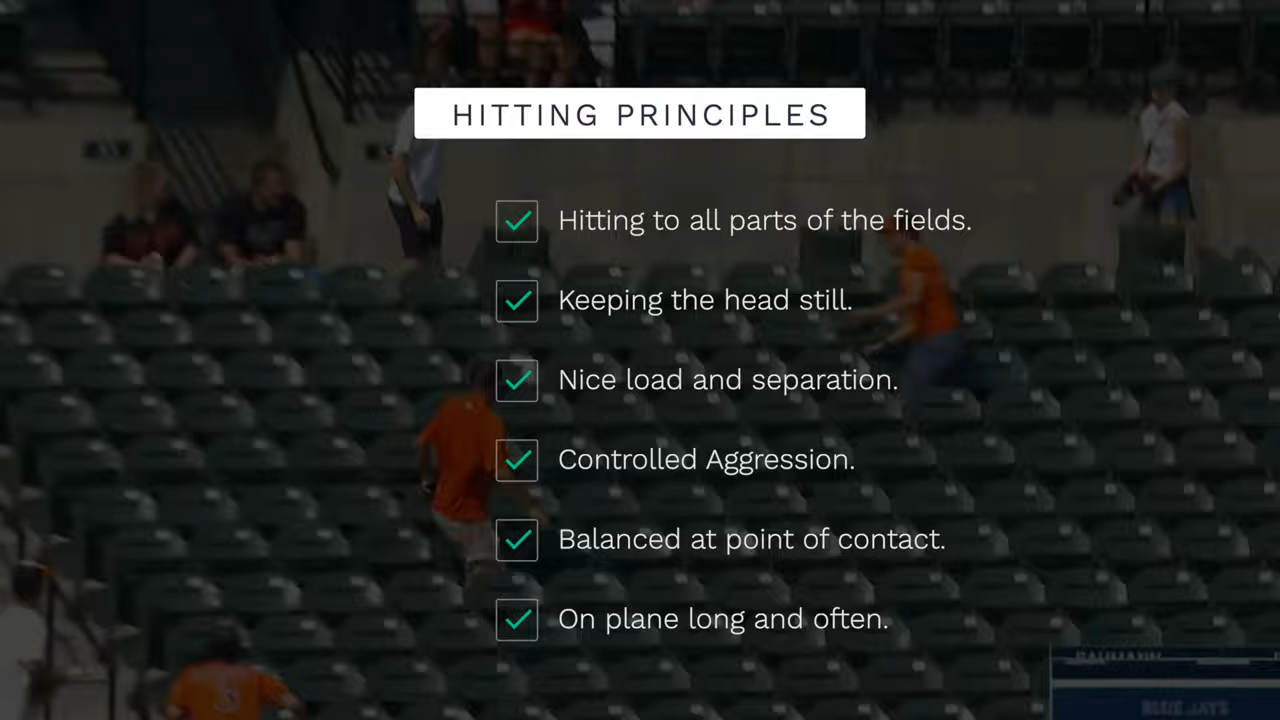 HITTING PRINCIPLES
Hitting to all parts of the fields.
Keeping the head still.
Nice load and separation.
Controlled Aggression.
Balanced at point of contact.
On plane long and often.
BLUE JAYS